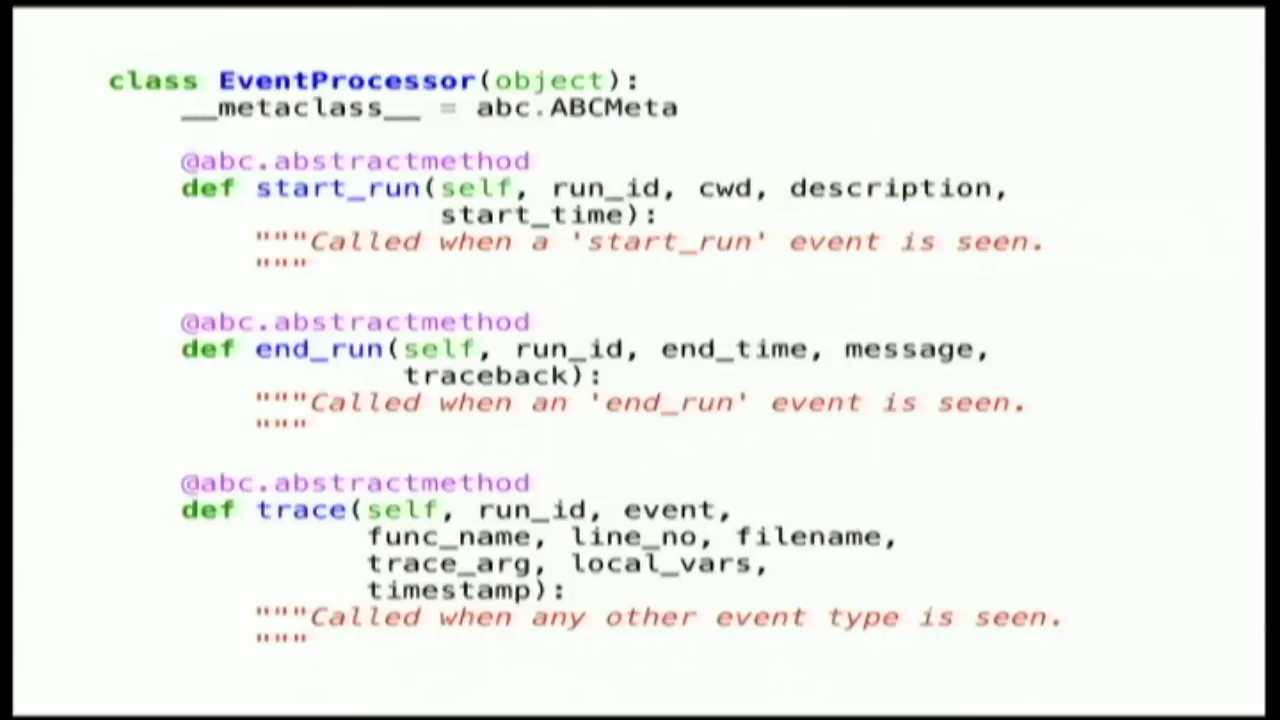 class EventProcessor(object):
    __metaclass__ = abc.ABCMeta

    @abc.abstractmethod
    def start_run(self, run_id, cwd, description,
                  start_time):
        """Called when a 'start_run' event is seen.
        """

    @abc.abstractmethod
    def end_run(self, run_id, end_time, message,
                traceback):
        """Called when an 'end_run' event is seen.
        """

    @abc.abstractmethod
    def trace(self, run_id, event,
              func_name, line_no, filename,
              trace_arg, local_vars,
              timestamp):
        """Called when any other event type is seen.
        """